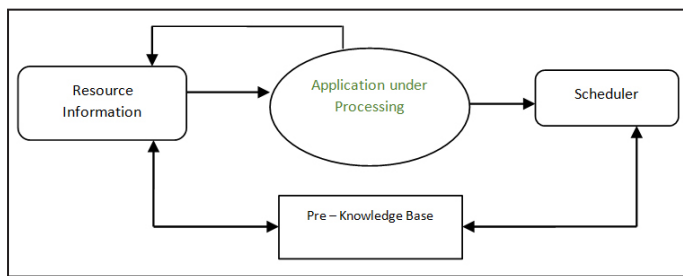 Resource
Information
Application under
Processing
Scheduler
Pre – Knowledge Base